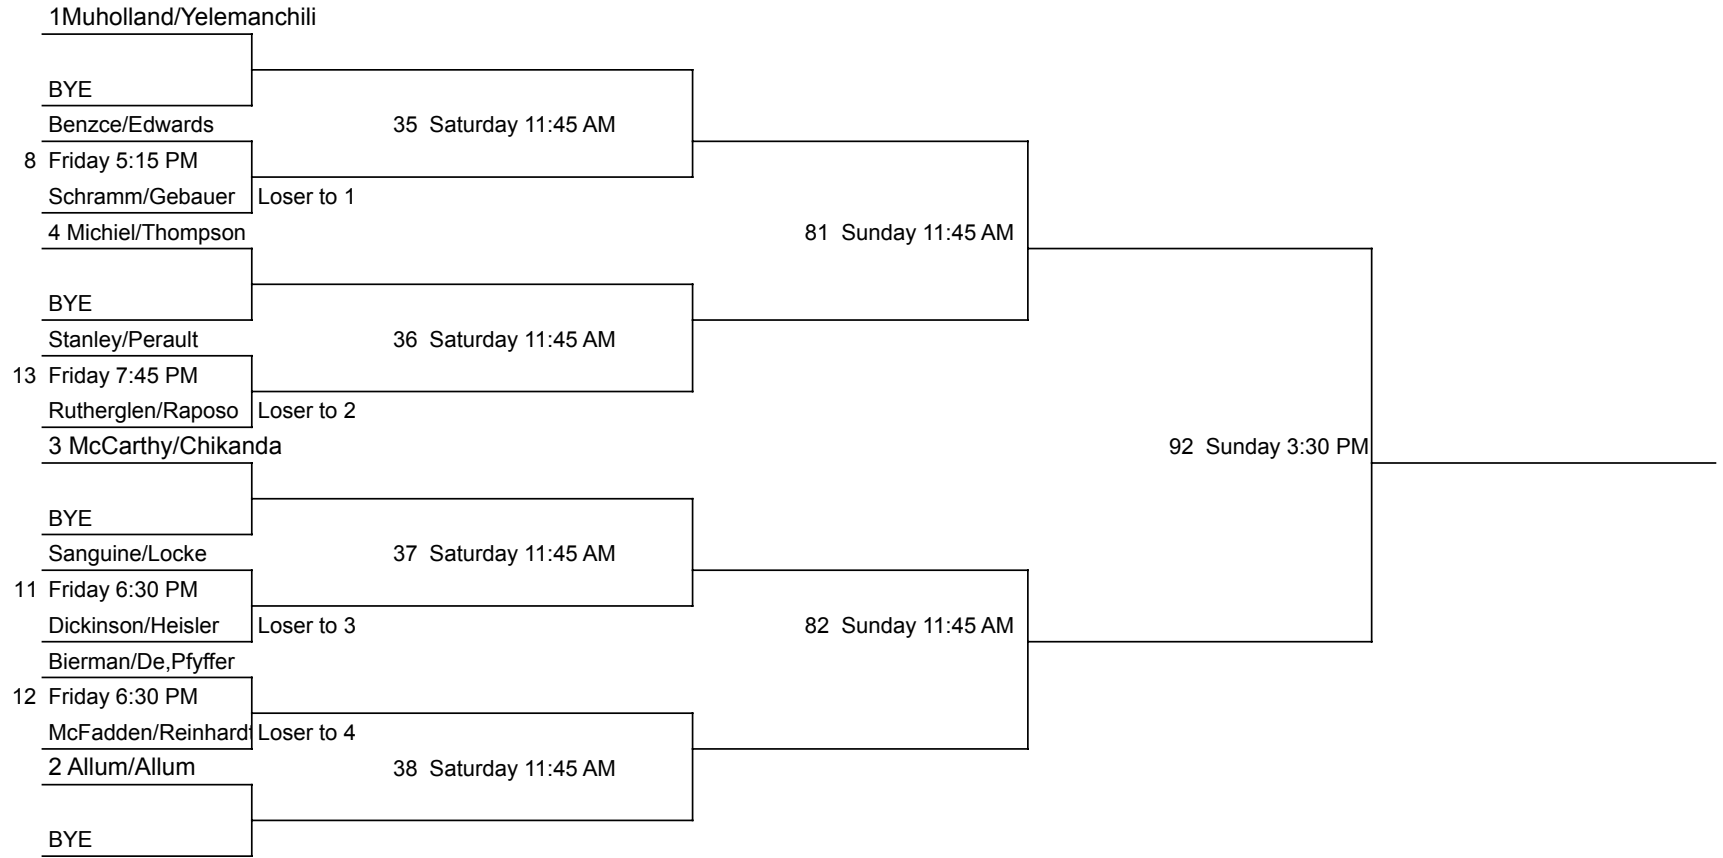 1Muholland/Yelemanchili
BYE
Benzce/Edwards
35 Saturday 11:45 AM
8 Friday 5:15 PM
Schramm/Gebauer Loser to 1
4 Michiel/Thompson
81 Sunday 11:45 AM
BYE
Stanley/Perault
36 Saturday 11:45 AM
13 Friday 7:45 PM
Rutherglen/Raposo Loser to 2
3 McCarthy/Chikanda
92 Sunday 3:30 PM
BYE
Sanguine/Locke
37 Saturday 11:45 AM
11 Friday 6:30 PM
Dickinson/Heisler Loser to 3
82 Sunday 11:45 AM
Bierman/De,Pfyffer
12 Friday 6:30 PM
McFadden/Reinhardt Loser to 4
2 Allum/Allum
38 Saturday 11:45 AM
BYE